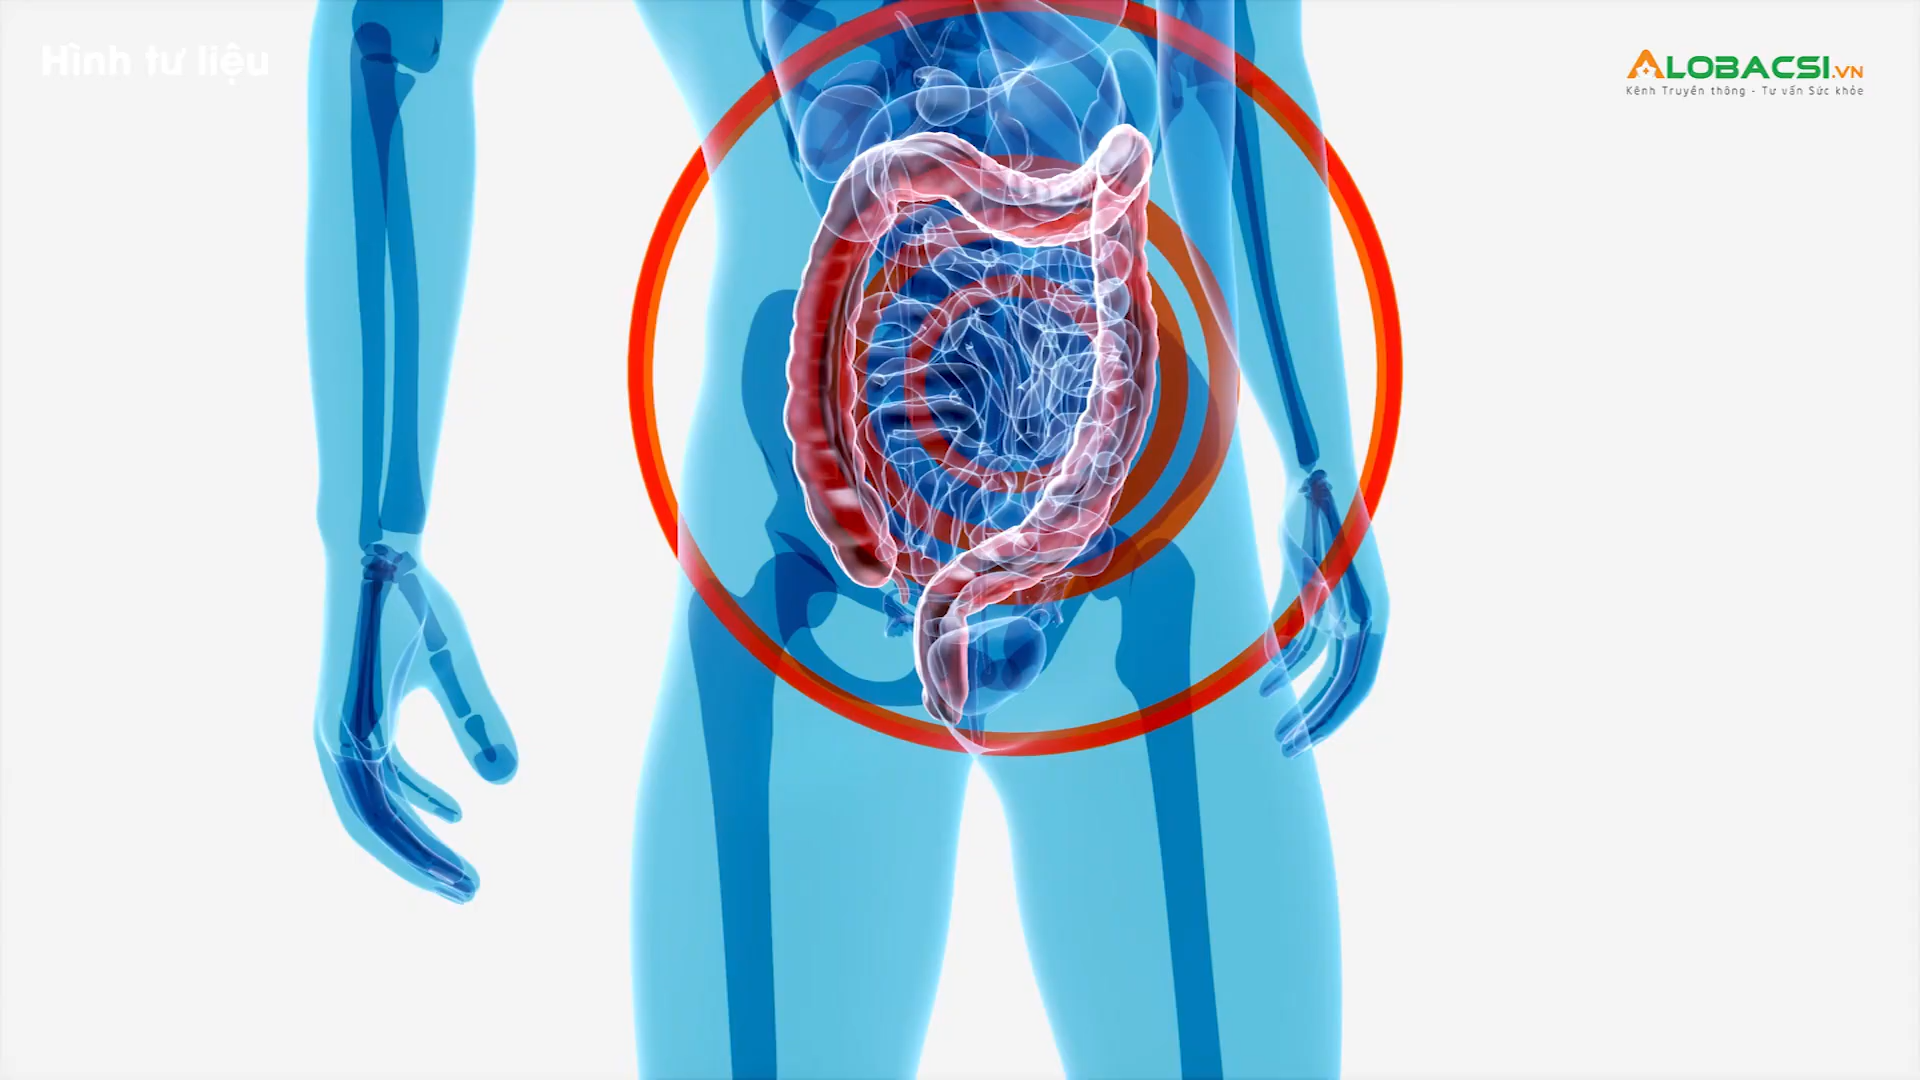 Hình tư liệu
ALOBACSI.VN
Kênh Truyền thông - Tư vấn Sức khỏe